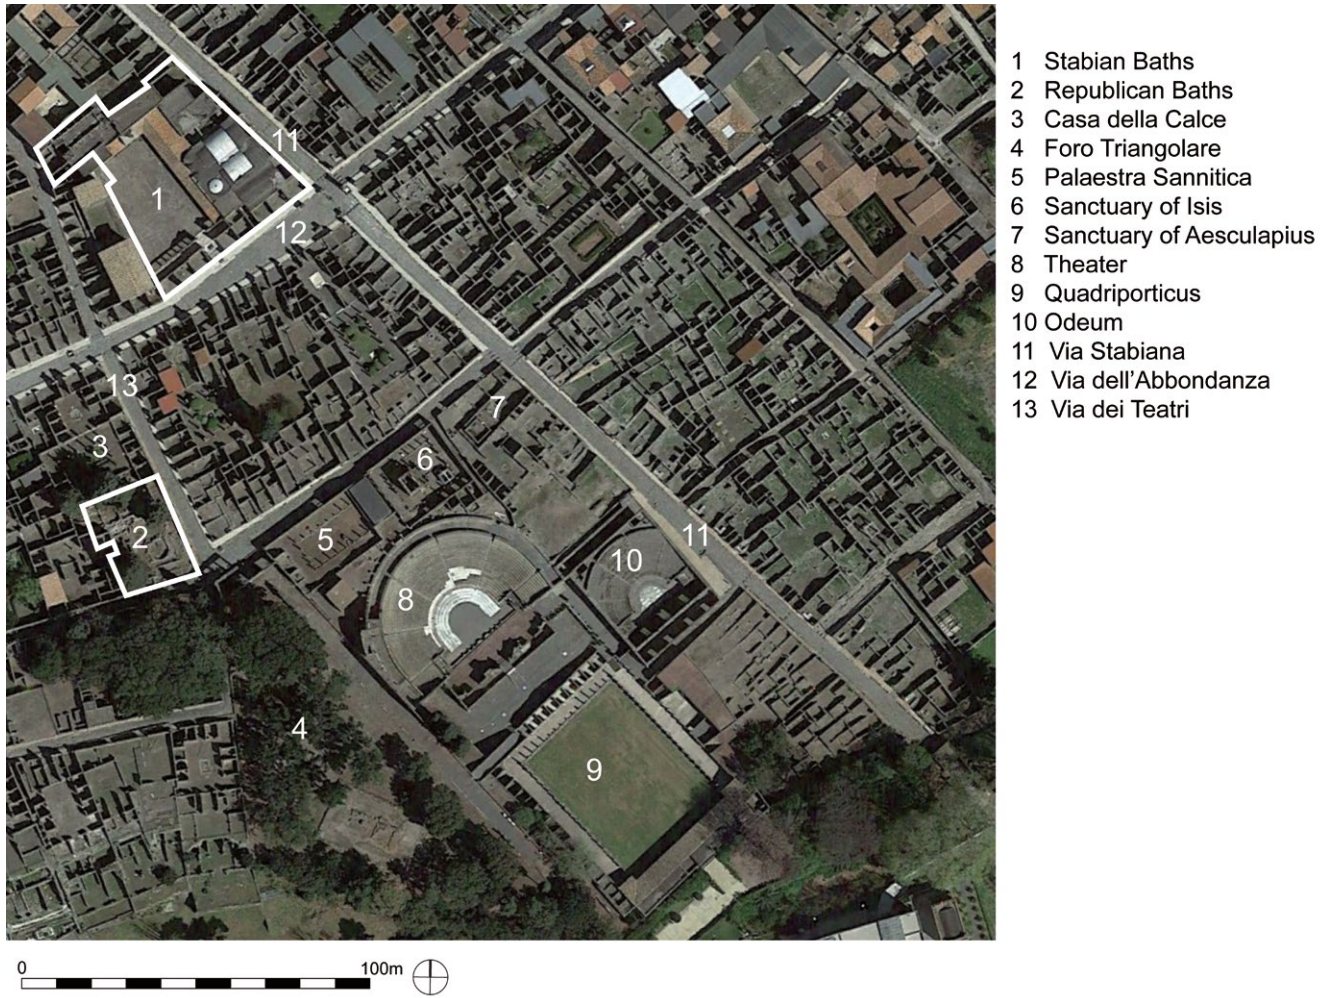 1 Stabian Baths
2 Republican Baths
3 Casa della Calce
4 Foro Triangolare
5 Palaestra Sannitica
6 Sanctuary of Isis
7 Sanctuary of Aesculapius
8 Theater
9 Quadriporticus
10 Odeum
11 Via Stabiana
12 Via dell'Abbondanza
13 Via dei Teatri
11
1
12
13
3
7
6
2
5
11
10
8
4
9
0 100m